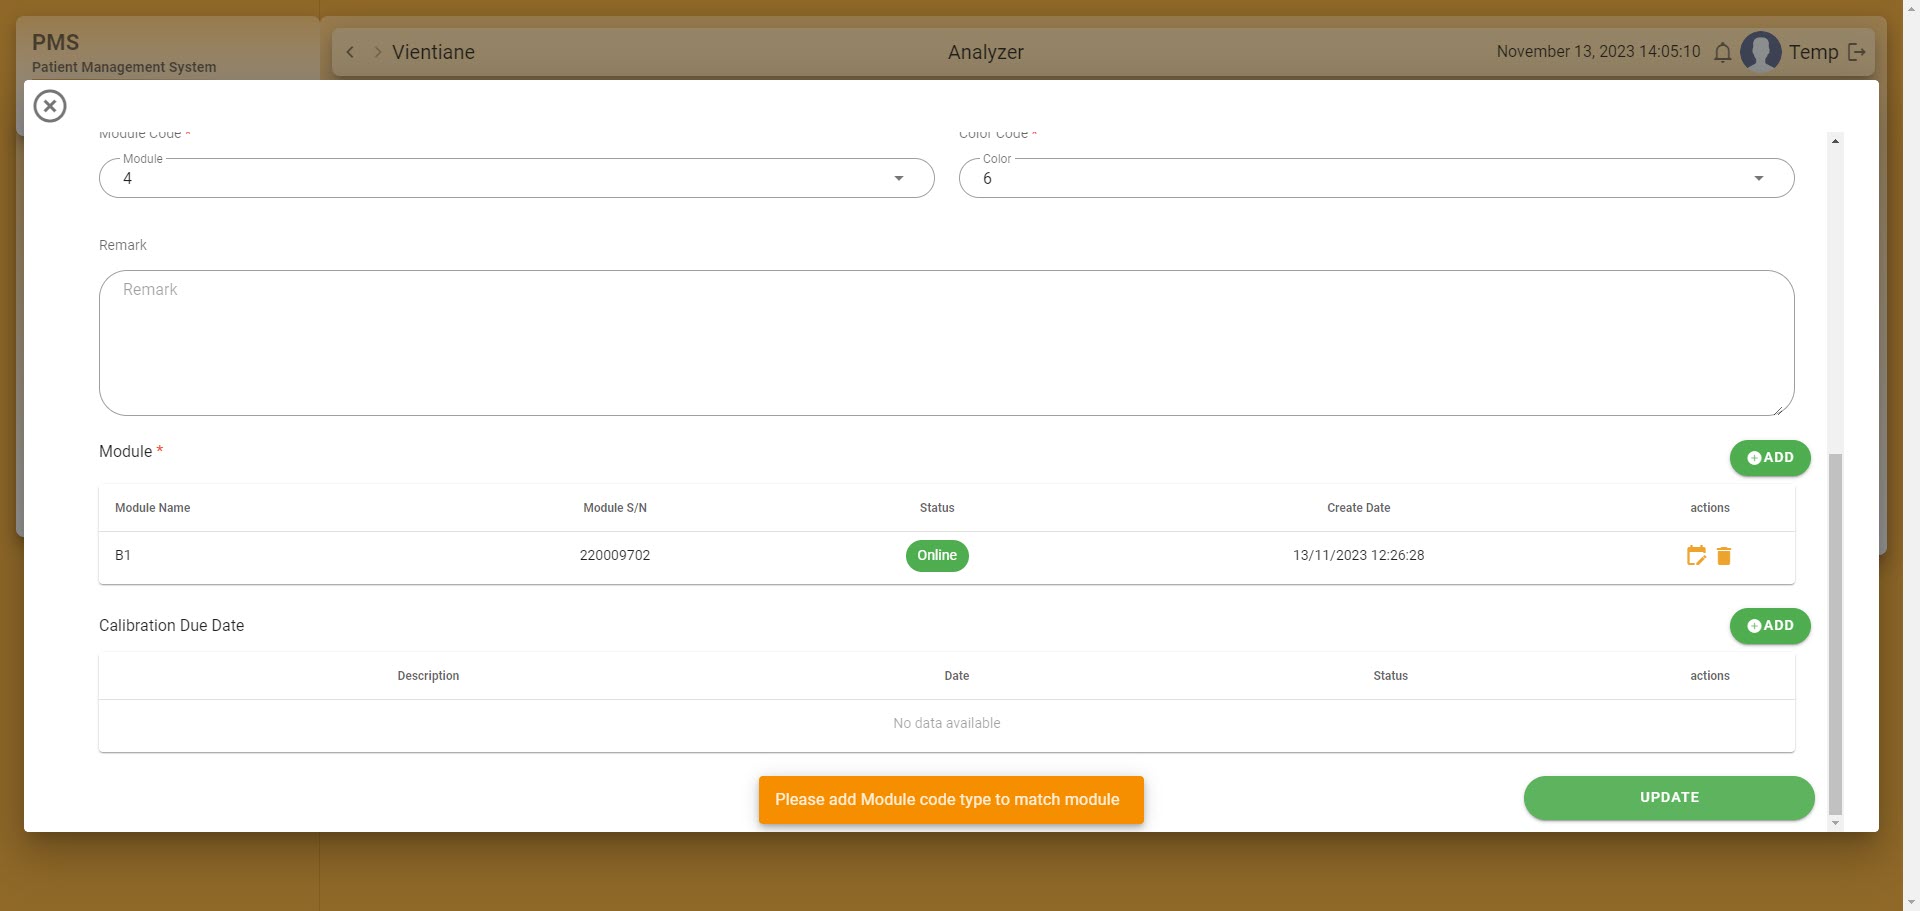 PMS
Patient Management System
Vientiane
Analyzer
November 13, 2023 14:05:10
Temp
Module Code *
Color Code *
Module
4
Color
6
Remark
Remark
Module *
ADD
Module Name Module S/N Status Create Date actions
B1 220009702 Online 13/11/2023 12:26:28
Calibration Due Date
ADD
Description Date Status actions
No data available
Please add Module code type to match module
UPDATE